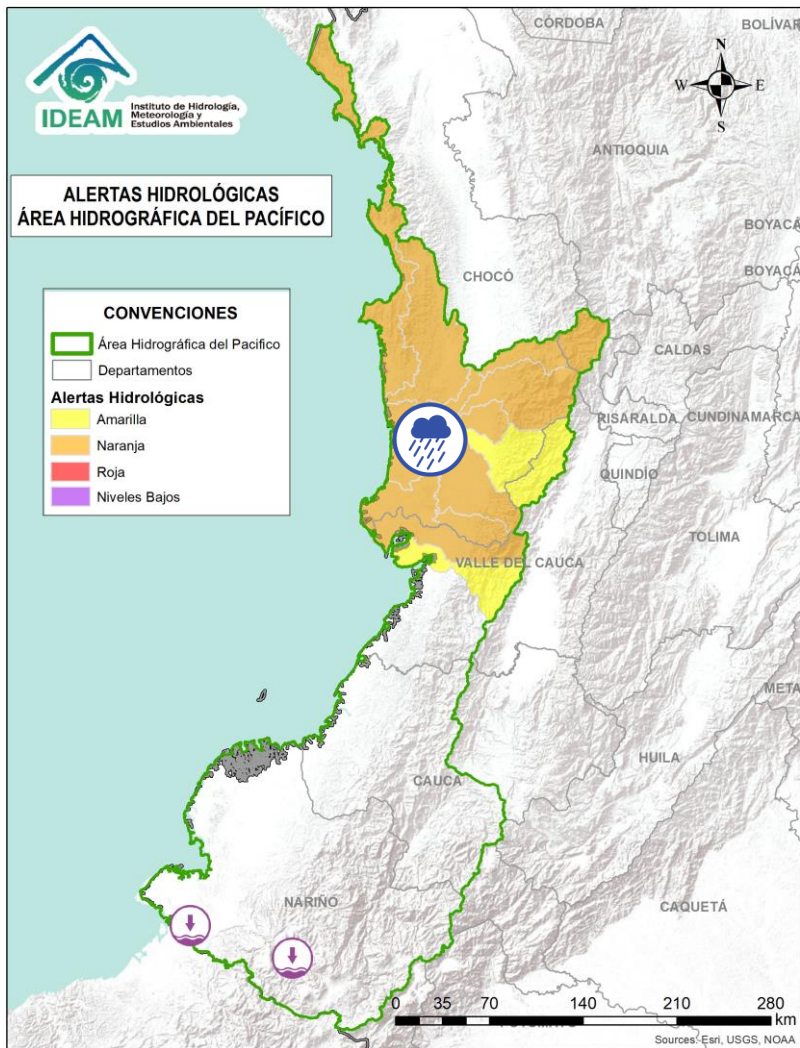 CÓRDOBA
BOLÍVAR
N
W
E
S
IDEAM
Instituto de Hidrología,
Meteorología y
Estudios Ambientales
ANTIOQUIA
ALERTAS HIDROLÓGICAS
ÁREA HIDROGRÁFICA DEL PACÍFICO
BOYACÁ
BOYACÁ
CHOCÓ
CONVENCIONES
Área Hidrográfica del Pacifico
Departamentos
Alertas Hidrológicas
Amarilla
Naranja
Roja
Niveles Bajos
CALDAS
RISARALDA
CUNDINAMARCA
QUINDÍO
TOLIMA
VALLE DEL CAUCA
META
HUILA
CAUCA
NARIÑO
CAQUETÁ
0 35 70 140 210 280
km
Sources: Esri, USGS, NOAA